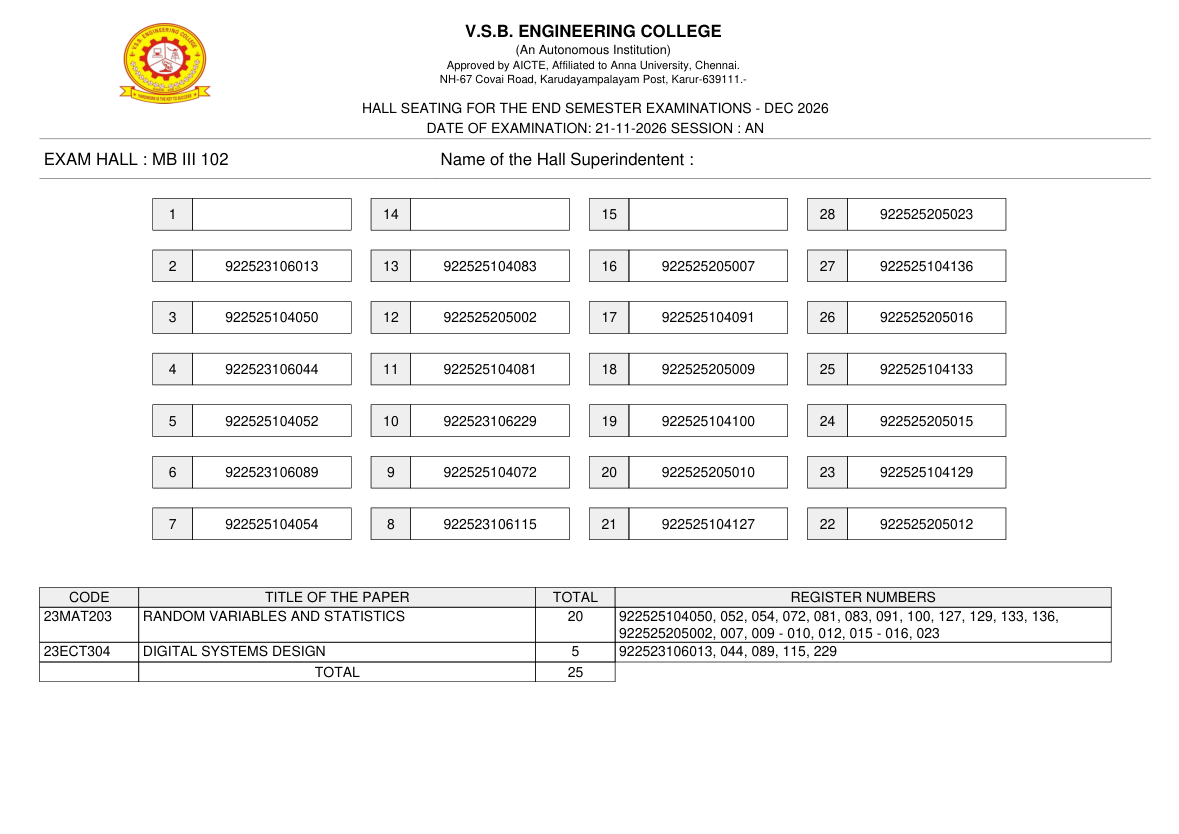 V.S.B. ENGINEERING COLLEGE
(An Autonomous Institution)
Approved by AICTE, Affiliated to Anna University, Chennai.
NH-67 Covai Road, Karudayampalayam Post, Karur-639111.-
HALL SEATING FOR THE END SEMESTER EXAMINATIONS - DEC 2026
DATE OF EXAMINATION: 21-11-2026 SESSION : AN
EXAM HALL : MB III 102 Name of the Hall Superintendent :
1 14 15 28 922525205023
2 922523106013 13 922525104083 16 922525205007 27 922525104136
3 922525104050 12 922525205002 17 922525104091 26 922525205016
4 922523106044 11 922525104081 18 922525205009 25 922525104133
5 922525104052 10 922523106229 19 922525104100 24 922525205015
6 922523106089 9 922525104072 20 922525205010 23 922525104129
7 922525104054 8 922523106115 21 922525104127 22 922525205012
CODE TITLE OF THE PAPER TOTAL REGISTER NUMBERS
23MAT203 RANDOM VARIABLES AND STATISTICS 20 922525104050, 052, 054, 072, 081, 083, 091, 100, 127, 129, 133, 136,
922525205002, 007, 009 - 010, 012, 015 - 016, 023
23ECT304 DIGITAL SYSTEMS DESIGN 5 922523106013, 044, 089, 115, 229
TOTAL 25